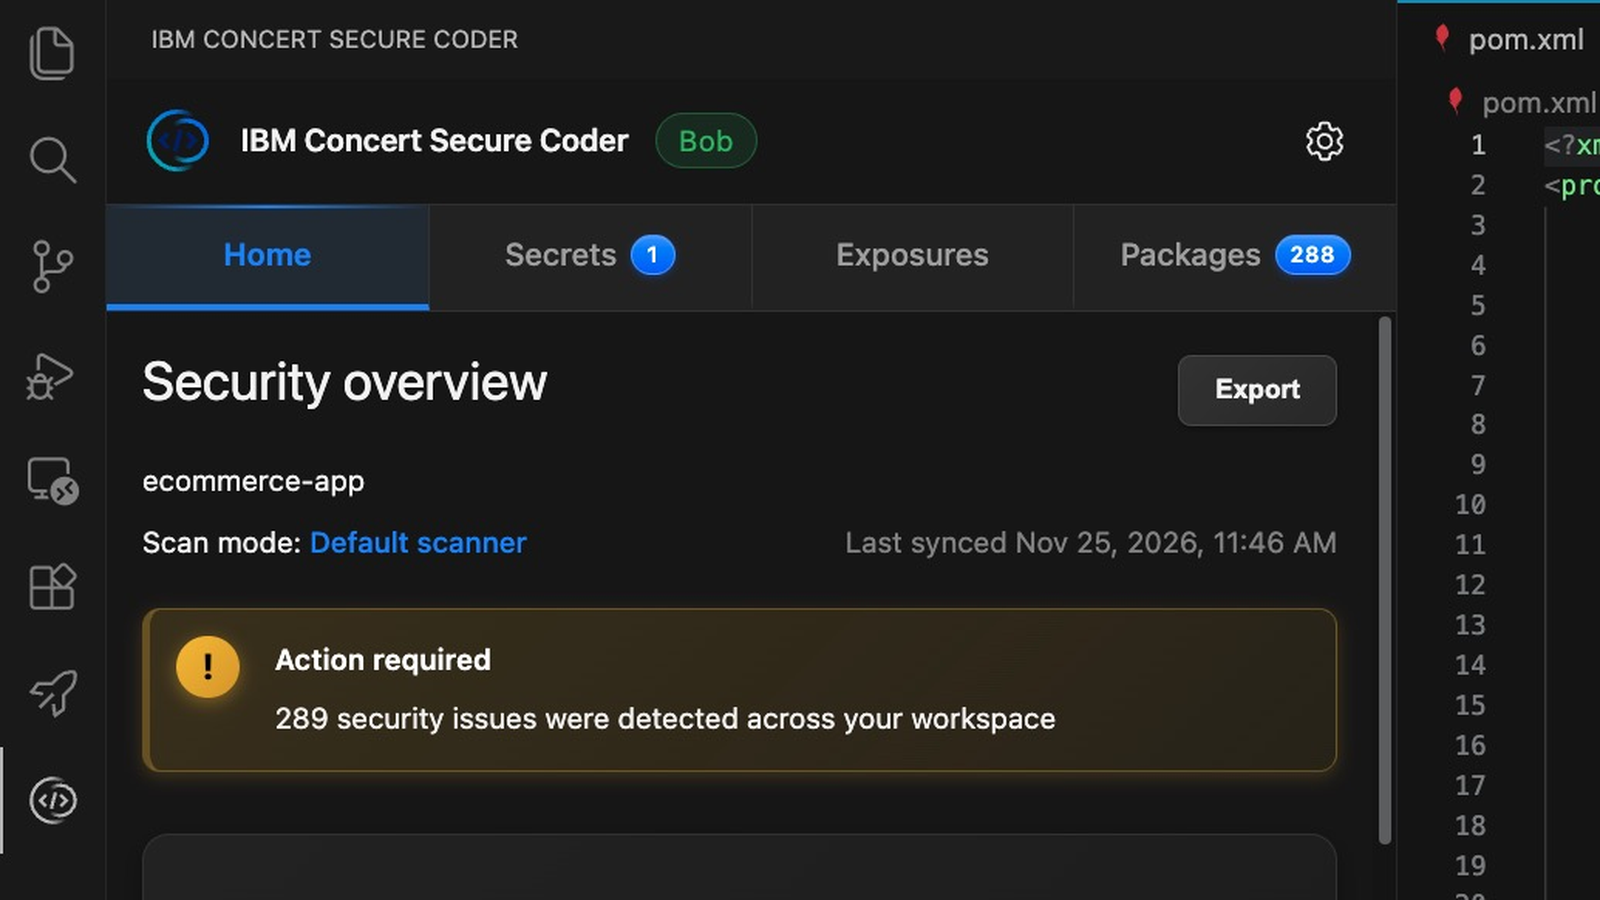 IBM CONCERT SECURE CODER
IBM Concert Secure Coder Bob
Home Secrets 1 Exposures Packages 288
Security overview
Export
ecommerce-app
Scan mode: Default scanner
Last synced Nov 25, 2026, 11:46 AM
!
Action required
289 security issues were detected across your workspace
pom.xml
pom.xml
1 <?xm
2 <pro
3
4
5
6
7
8
9
10
11
12
13
14
15
16
17
18
19